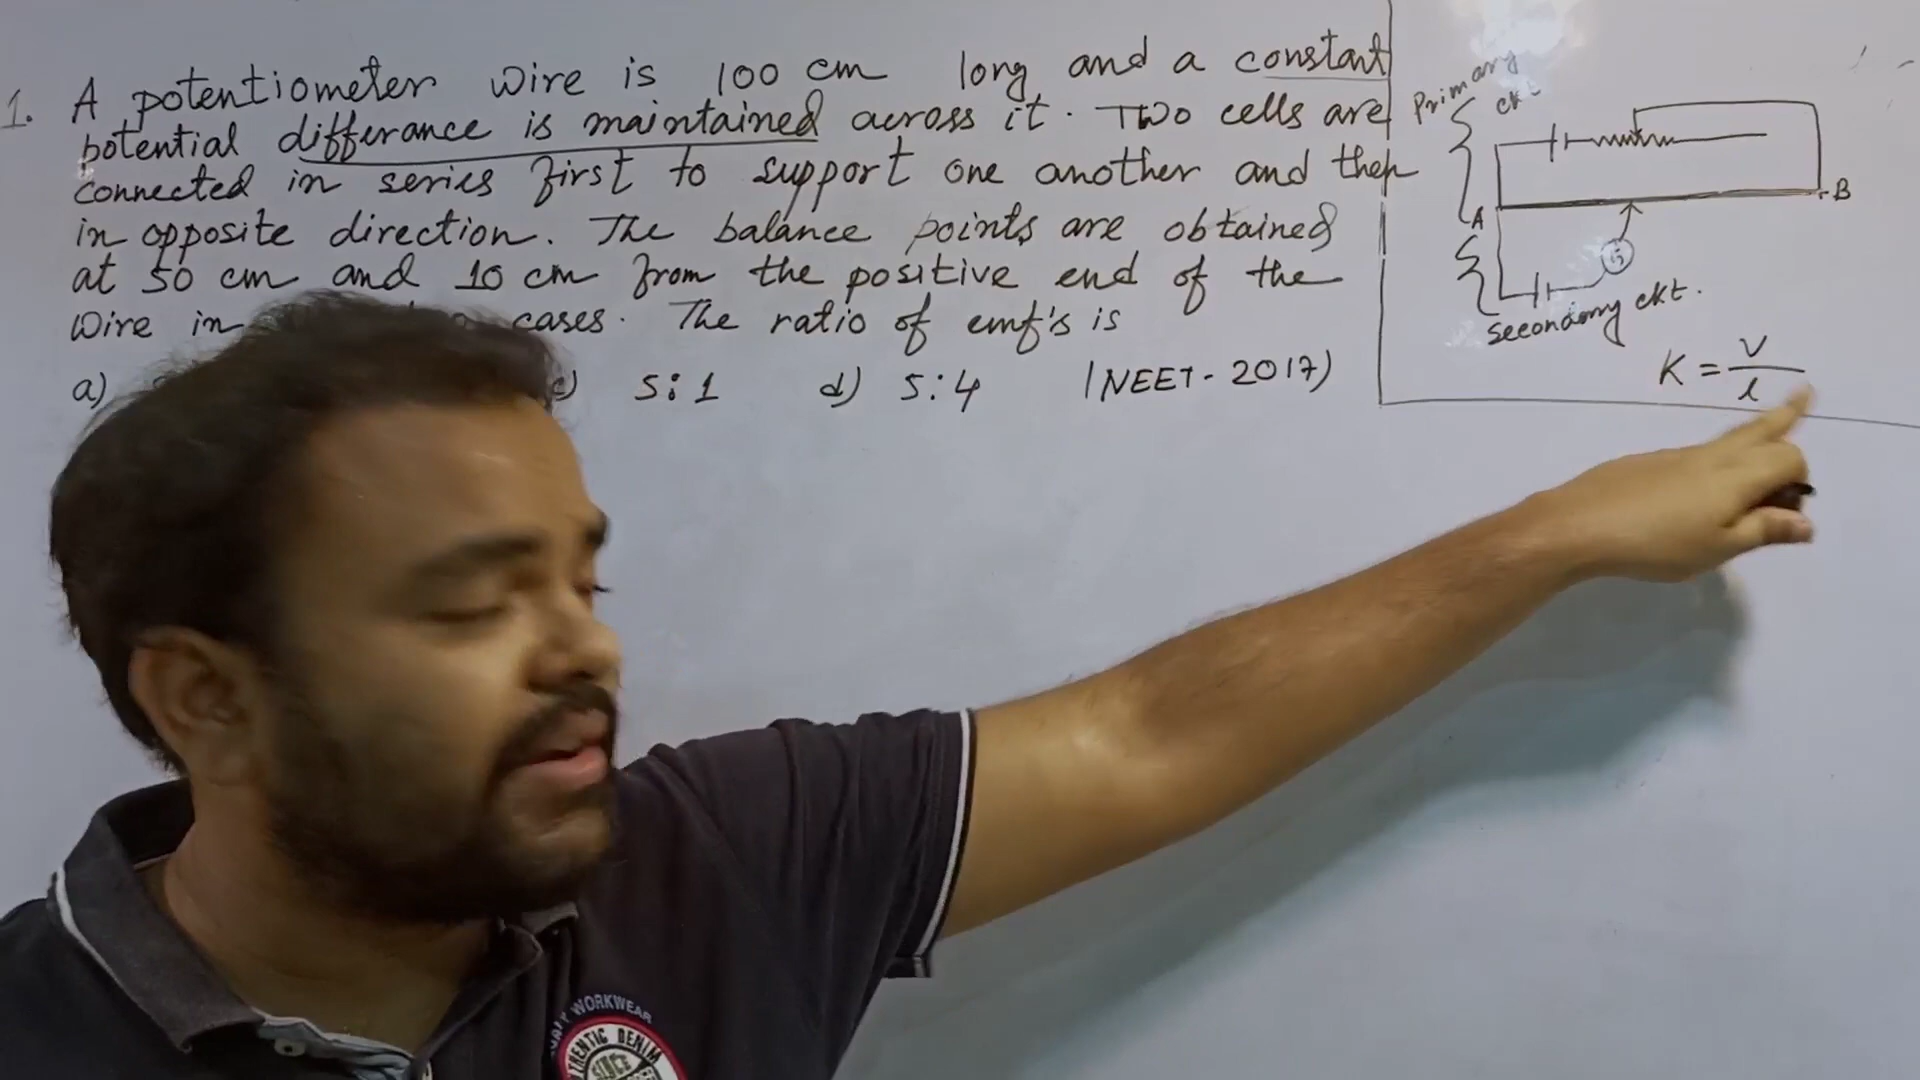 1. A potentiometer wire is 100 cm long and a constant
potential differance is maintained across it. Two cells are
connected in series first to support one another and then
in opposite direction. The balance points are obtained
at 50 cm and 10 cm from the positive end of the
wire in cases. The ratio of emf's is
a) c) 5:1 d) 5:4 (NEET-2017)
Primary
ckt
B
A
G
Secondary ckt.
K = V
l
WORKWEAR
AUTHENTIC DENIM
SINCE